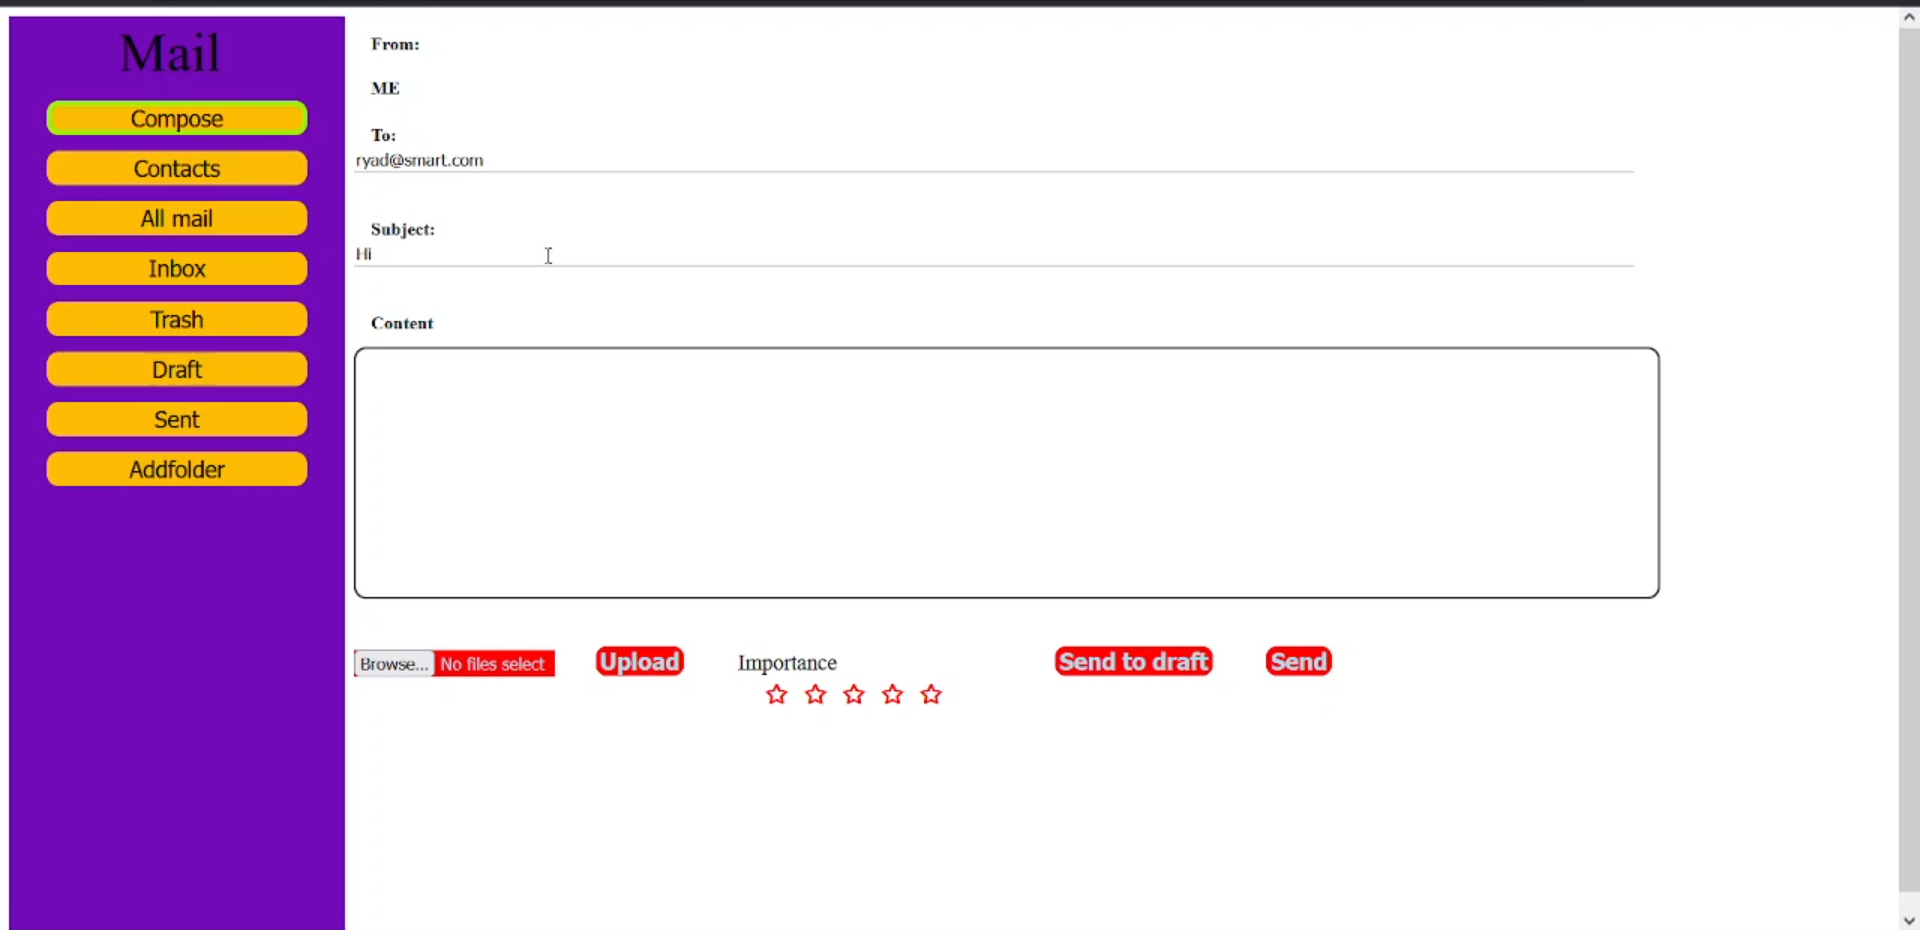 Mail
Compose
Contacts
All mail
Inbox
Trash
Draft
Sent
Addfolder
From:
ME
To:
ryad@smart.com
Subject:
Hi
Content
Browse... No files select
Upload
Importance
Send to draft
Send